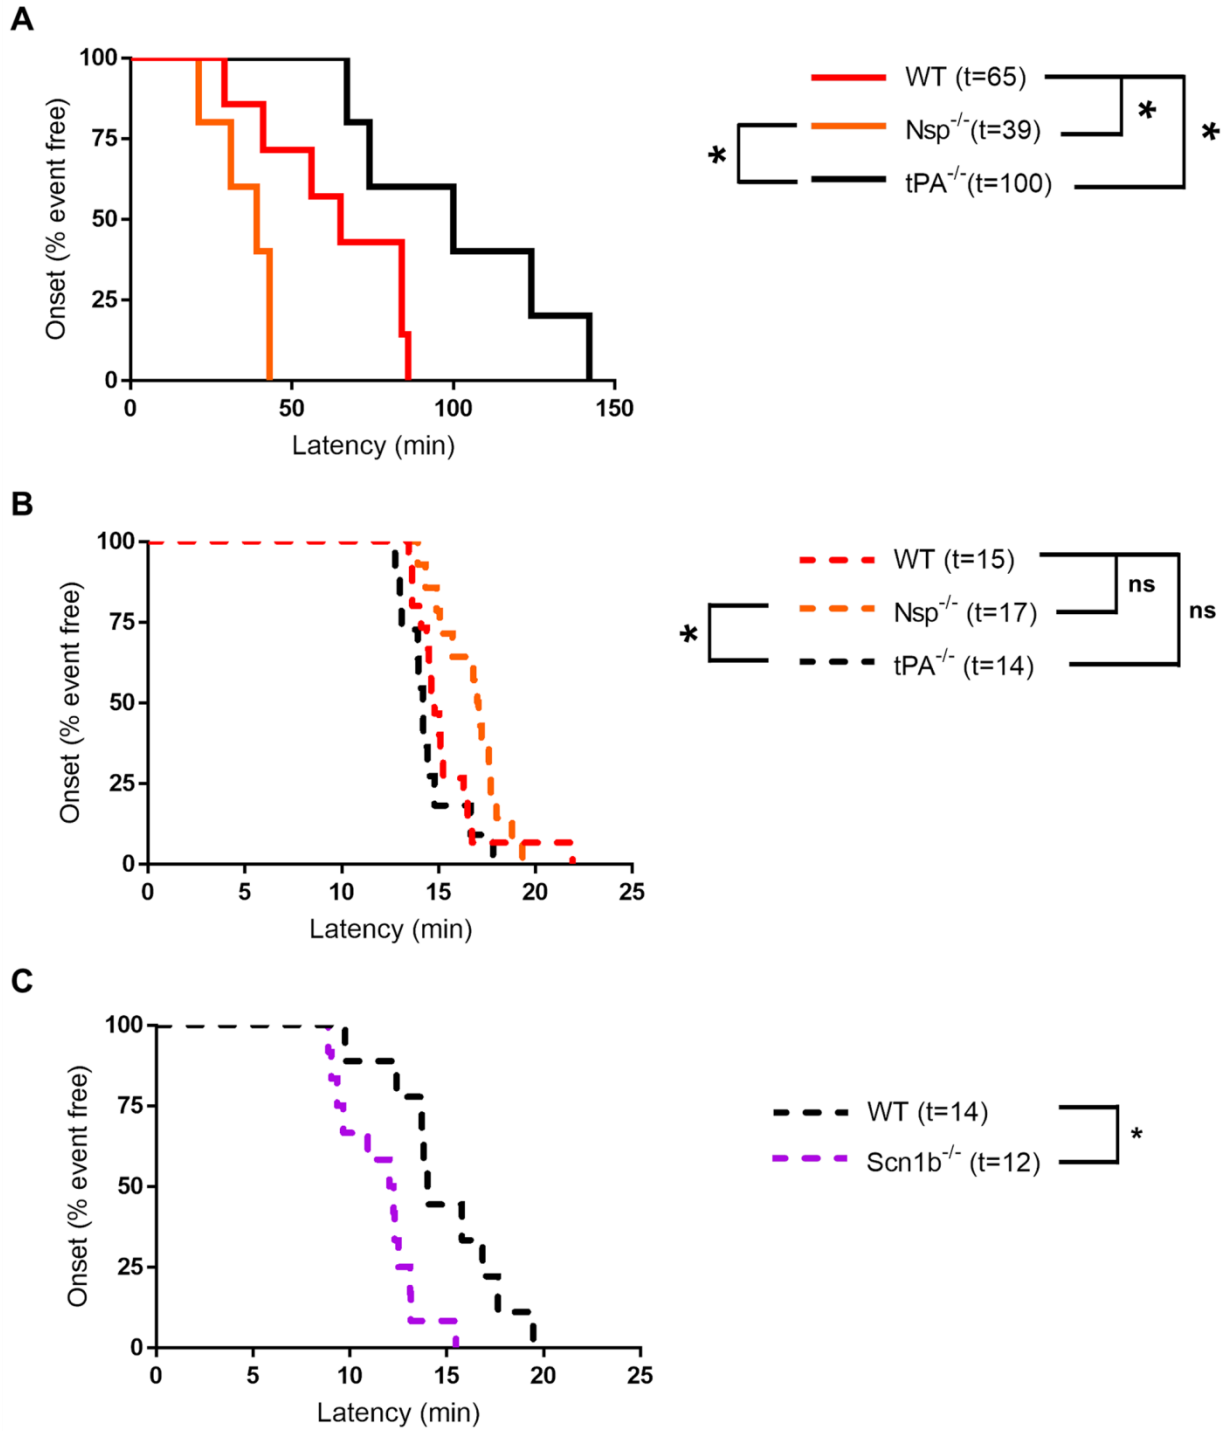 A
100
75
50
25
0
Onset (% event free)
0 50 100 150
Latency (min)
WT (t=65)
Nsp-/-(t=39)
tPA-/-(t=100)
*
*
*
B
100
75
50
25
0
Onset (% event free)
0 5 10 15 20 25
Latency (min)
WT (t=15)
Nsp-/- (t=17)
tPA-/- (t=14)
*
ns
ns
C
100
75
50
25
0
Onset (% event free)
0 5 10 15 20 25
Latency (min)
WT (t=14)
Scn1b-/- (t=12)
*